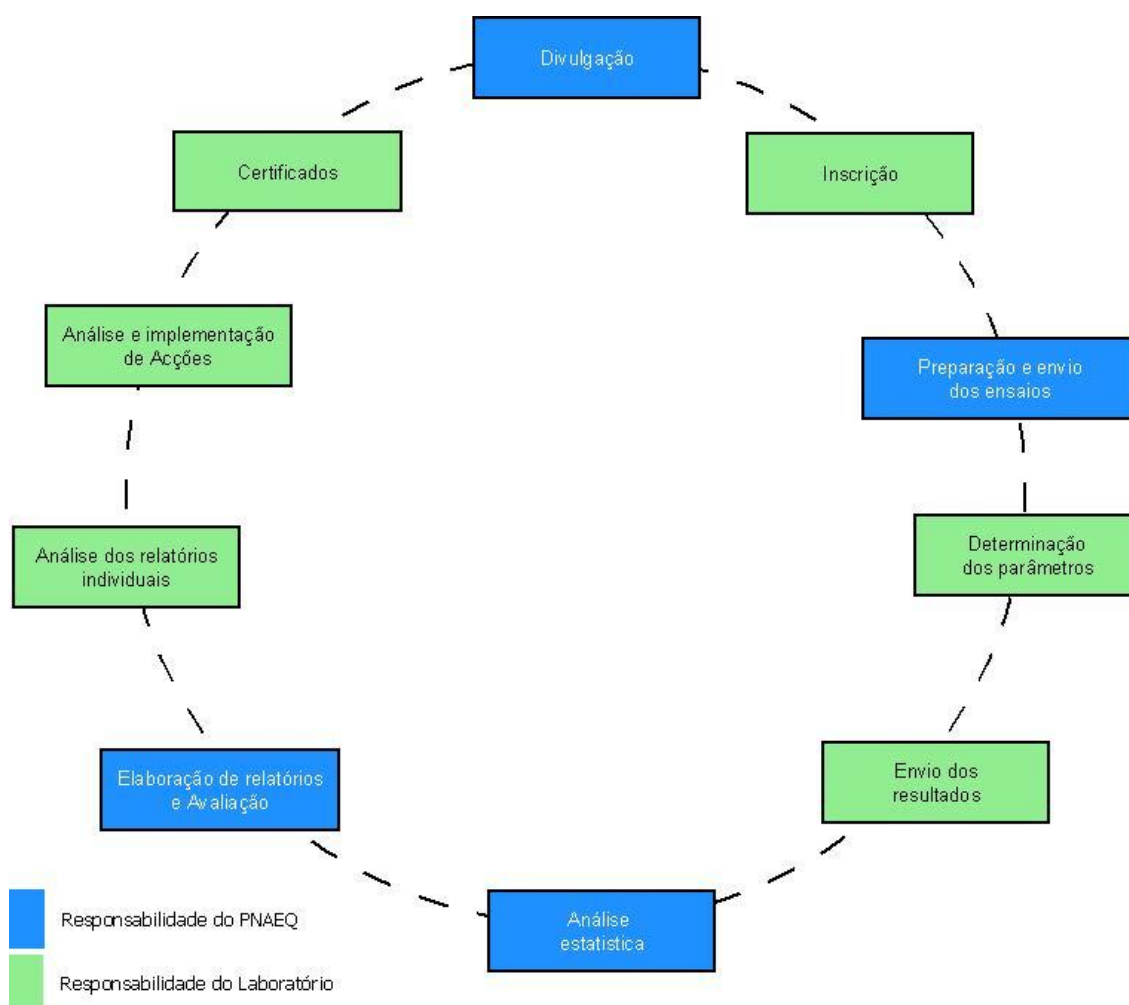 Divulgação
Certificados
Inscrição
Análise e implementação
de Acções
Preparação e envio
dos ensaios
Análise dos relatórios
individuais
Determinação
dos parâmetros
Elaboração de relatórios
e Avaliação
Envio dos
resultados
Análise
estatistica
Responsabilidade do PNAEQ
Responsabilidade do Laboratório